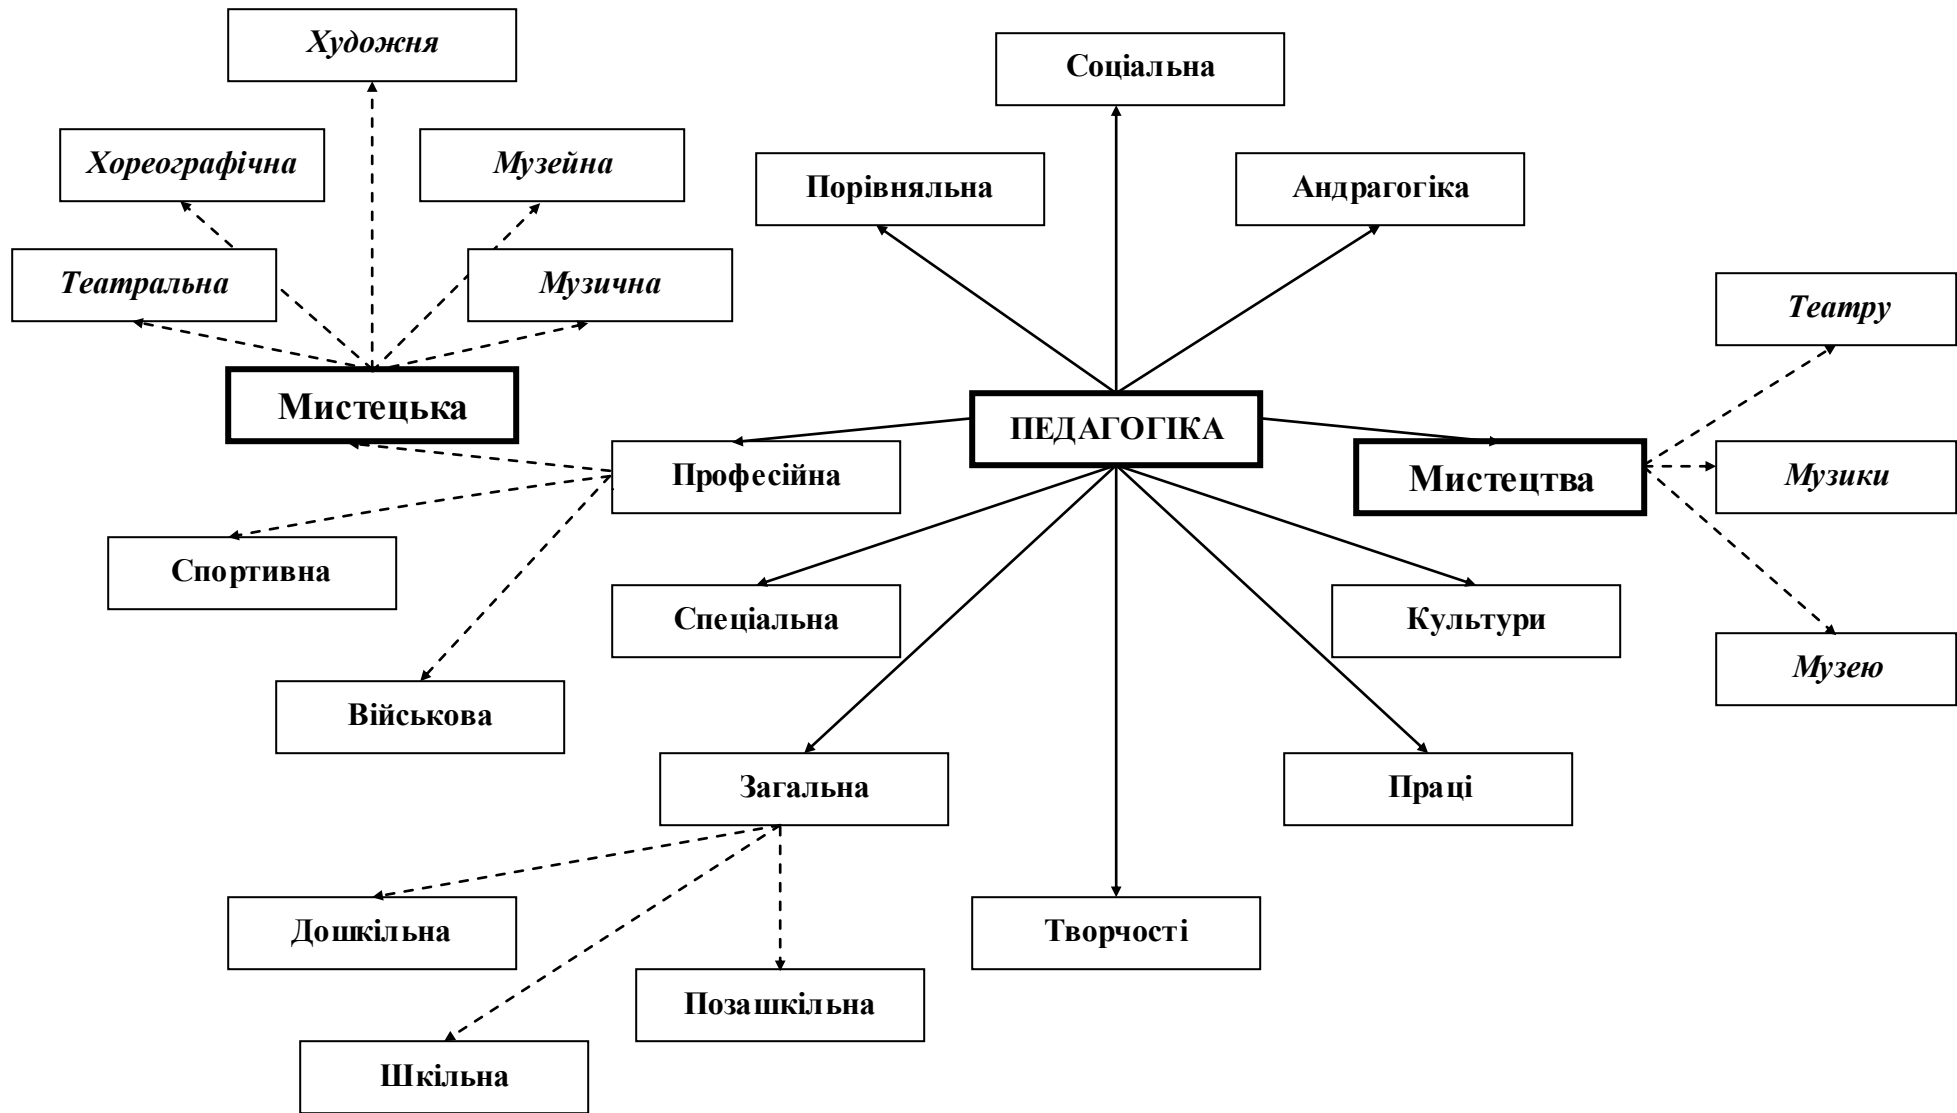 Художня
Соціальна
Хореографічна
Музейна
Порівняльна
Андрагогіка
Театральна
Музична
Театру
Мистецька
ПЕДАГОГІКА
Професійна
Мистецтва
Музики
Спортивна
Спеціальна
Культури
Музею
Військова
Загальна
Праці
Дошкільна
Творчості
Позашкільна
Шкільна